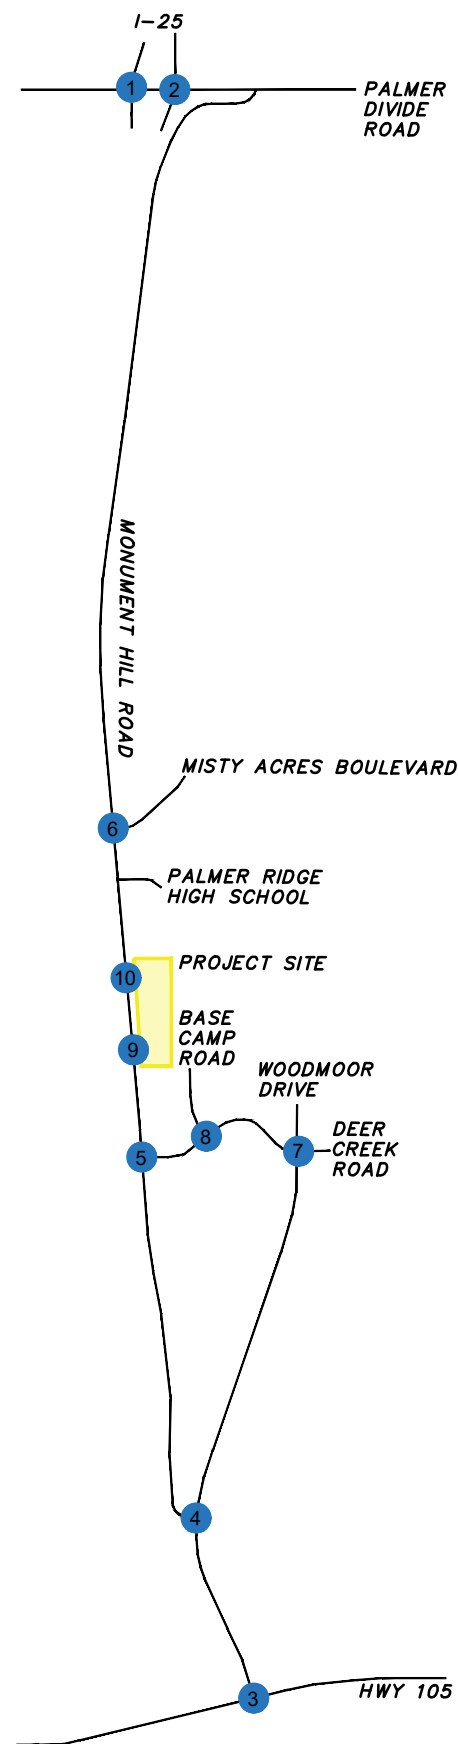 I-25
1
2
PALMER
DIVIDE
ROAD
MONUMENT HILL ROAD
MISTY ACRES BOULEVARD
6
PALMER RIDGE
HIGH SCHOOL
PROJECT SITE
10
BASE
CAMP
ROAD
9
WOODMOOR
DRIVE
8
DEER
CREEK
ROAD
7
5
4
HWY 105
3